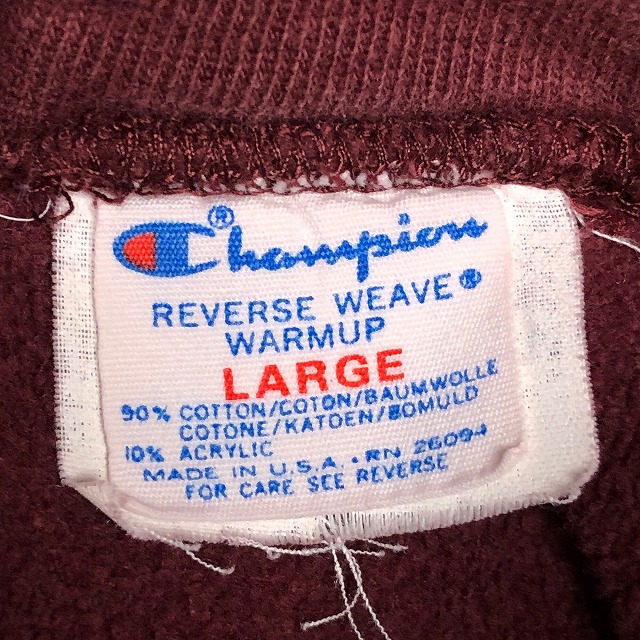 Champion®
REVERSE WEAVE®
WARMUP
LARGE
90% COTTON/COTON/BAUMWOLLE
COTONE/KATOEN/BOMULD
10% ACRYLIC
MADE IN U.S.A. • RN 26094
FOR CARE SEE REVERSE